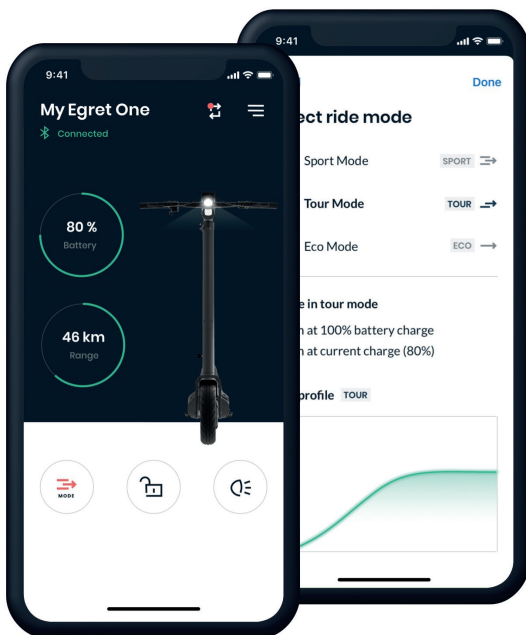 9:41
My Egret One
Connected
80 %
Battery
46 km
Range
MODE
9:41
Done
ect ride mode
Sport Mode SPORT
Tour Mode TOUR
Eco Mode ECO
e in tour mode
at 100% battery charge
at current charge (80%)
profile TOUR